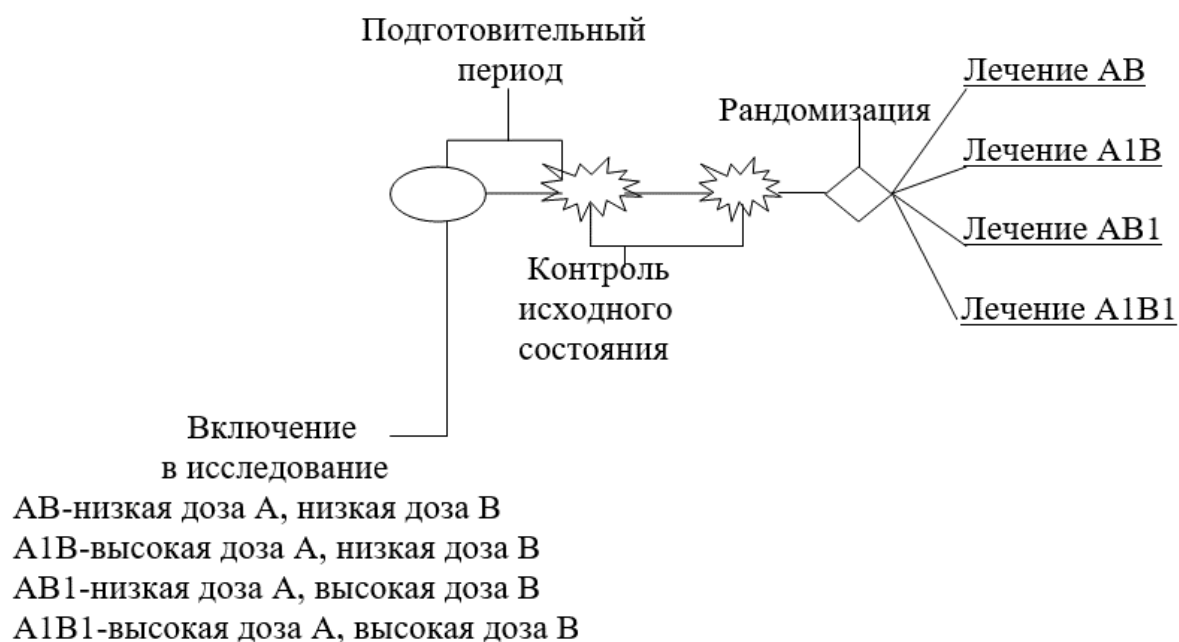 Подготовительный
период
Рандомизация
Лечение АВ
Лечение А1В
Лечение АВ1
Лечение А1В1
Контроль
исходного
состояния
Включение
в исследование
АВ-низкая доза А, низкая доза В
А1В-высокая доза А, низкая доза В
АВ1-низкая доза А, высокая доза В
А1В1-высокая доза А, высокая доза В